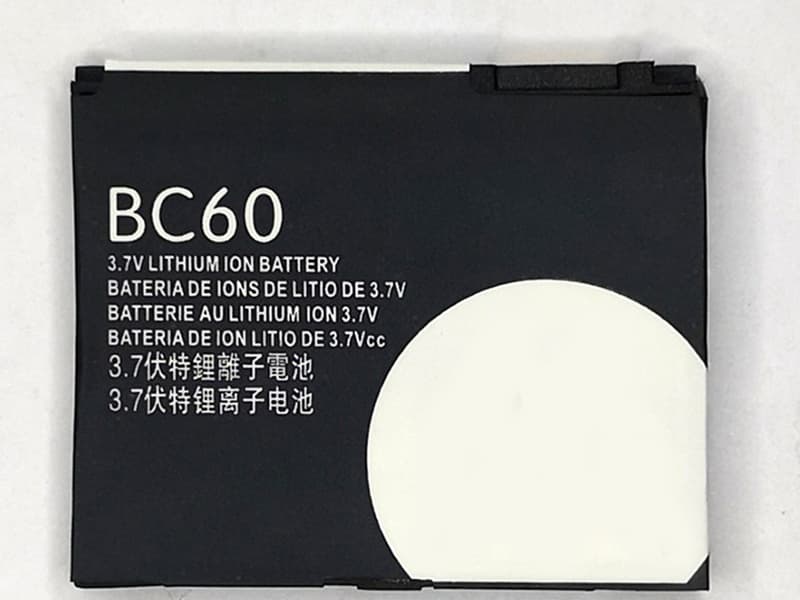 BC60
3.7V LITHIUM ION BATTERY
BATERIA DE IONS DE LITIO DE 3.7V
BATTERIE AU LITHIUM ION 3.7V
BATERIA DE ION LITIO DE 3.7Vcc
3.7伏特鋰離子電池
3.7伏特锂离子电池